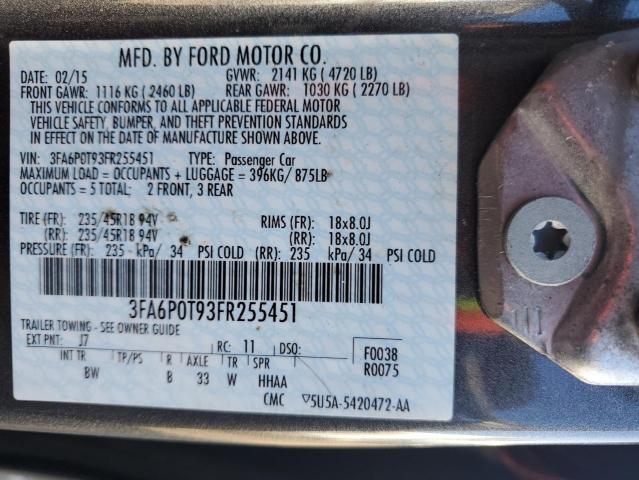 MFD. BY FORD MOTOR CO.
DATE: 02/15 GVWR: 2141 KG ( 4720 LB)
FRONT GAWR: 1116 KG ( 2460 LB) REAR GAWR: 1030 KG ( 2270 LB)
THIS VEHICLE CONFORMS TO ALL APPLICABLE FEDERAL MOTOR
VEHICLE SAFETY, BUMPER, AND THEFT PREVENTION STANDARDS
IN EFFECT ON THE DATE OF MANUFACTURE SHOWN ABOVE.
VIN: 3FA6P0T93FR255451 TYPE: Passenger Car
MAXIMUM LOAD = OCCUPANTS + LUGGAGE = 396KG/ 875LB
OCCUPANTS = 5 TOTAL: 2 FRONT, 3 REAR
TIRE (FR): 235/45R18 94V RIMS (FR): 18x8.0J
(RR): 235/45R18 94V (RR): 18x8.0J
PRESSURE (FR): 235 - kPa/ 34 PSI COLD (RR): 235 kPa/ 34 PSI COLD
3FA6P0T93FR255451
TRAILER TOWING - SEE OWNER GUIDE
EXT PNT: J7 RC: 11 DSO: F0038
INT TR TP/PS R AXLE TR SPR R0075
BW B 33 W HHAA
CMC ▽5U5A-5420472-AA